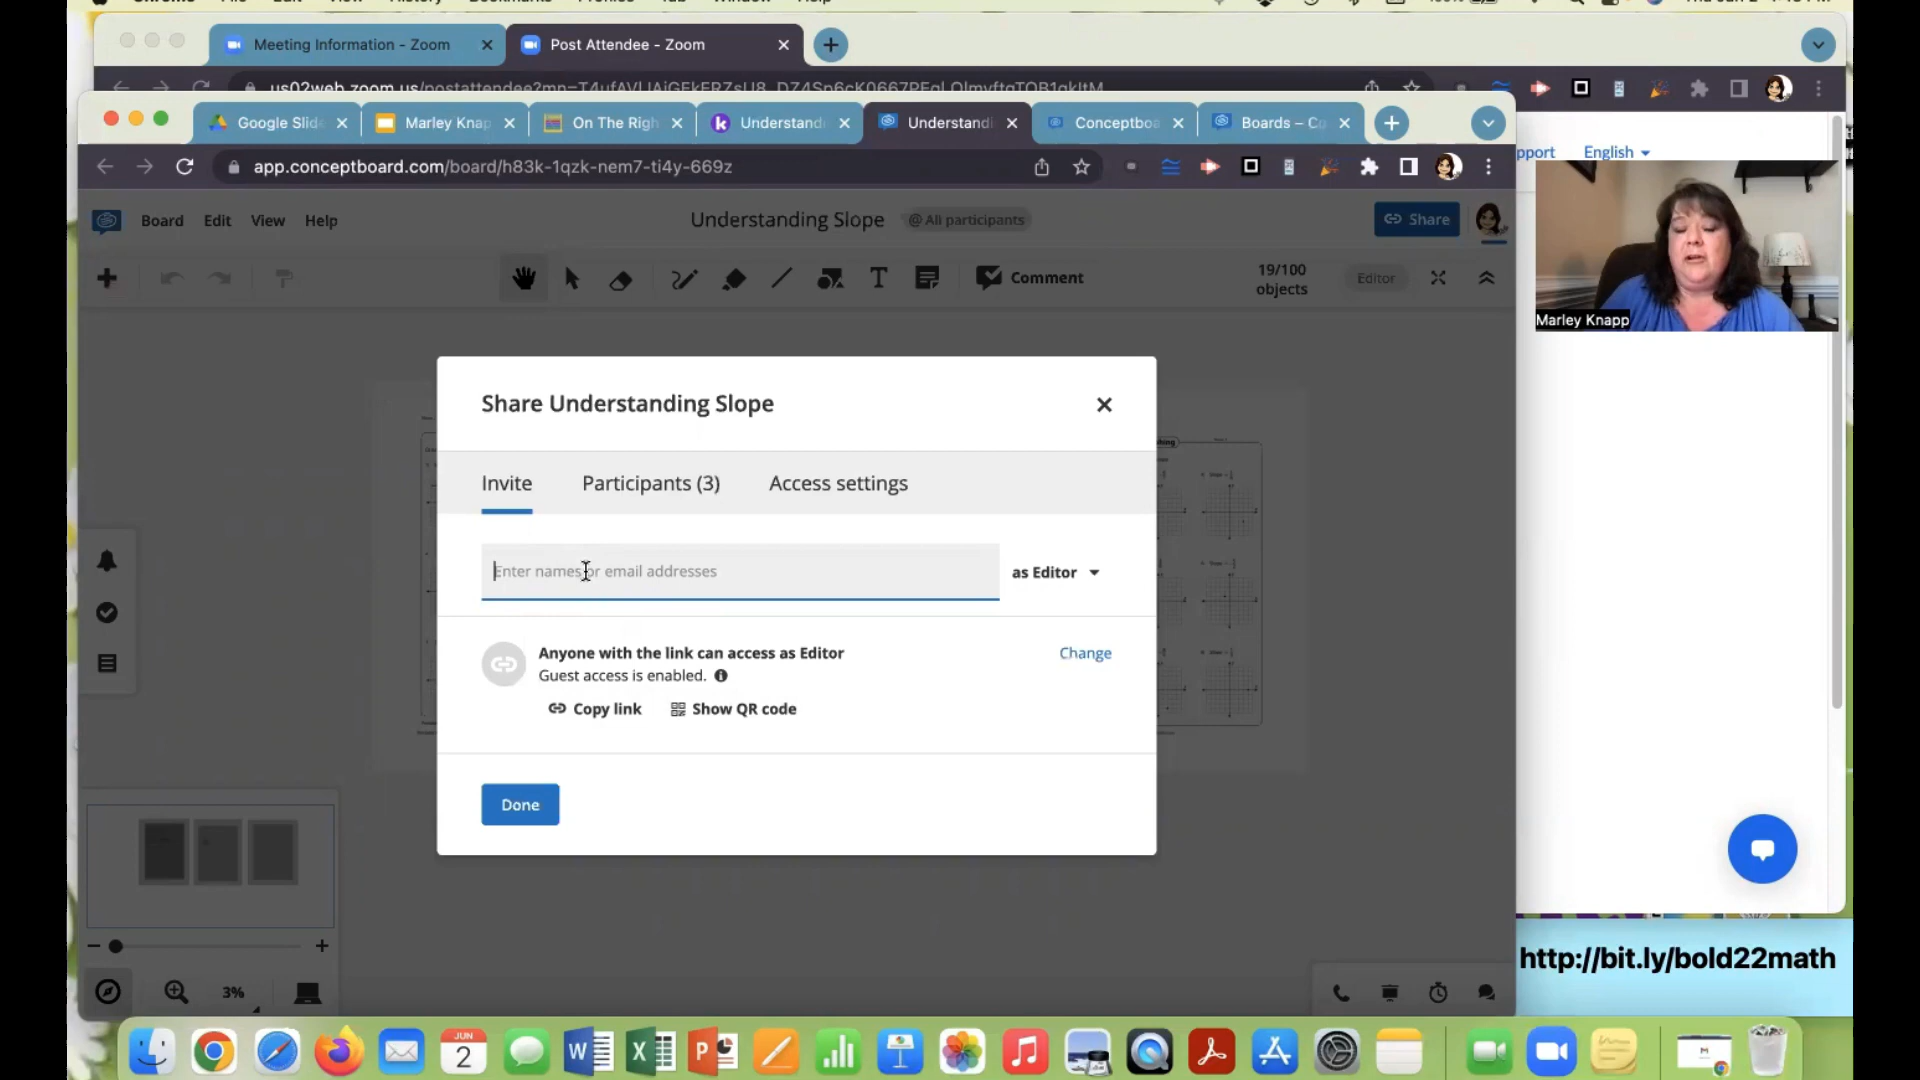 Meeting Information - Zoom
Post Attendee - Zoom
Google Slid
Marley Knap
On The Righ
Understandi
Understandi
Conceptboa
Boards – Co
app.conceptboard.com/board/h83k-1qzk-nem7-ti4y-669z
pport
English
Board
Edit
View
Help
Understanding Slope
@ All participants
Share
Comment
19/100
objects
Editor
Marley Knapp
Share Understanding Slope
Invite
Participants (3)
Access settings
Enter names or email addresses
as Editor
Anyone with the link can access as Editor
Change
Guest access is enabled.
Copy link
Show QR code
Done
3%
http://bit.ly/bold22math
JUN
2